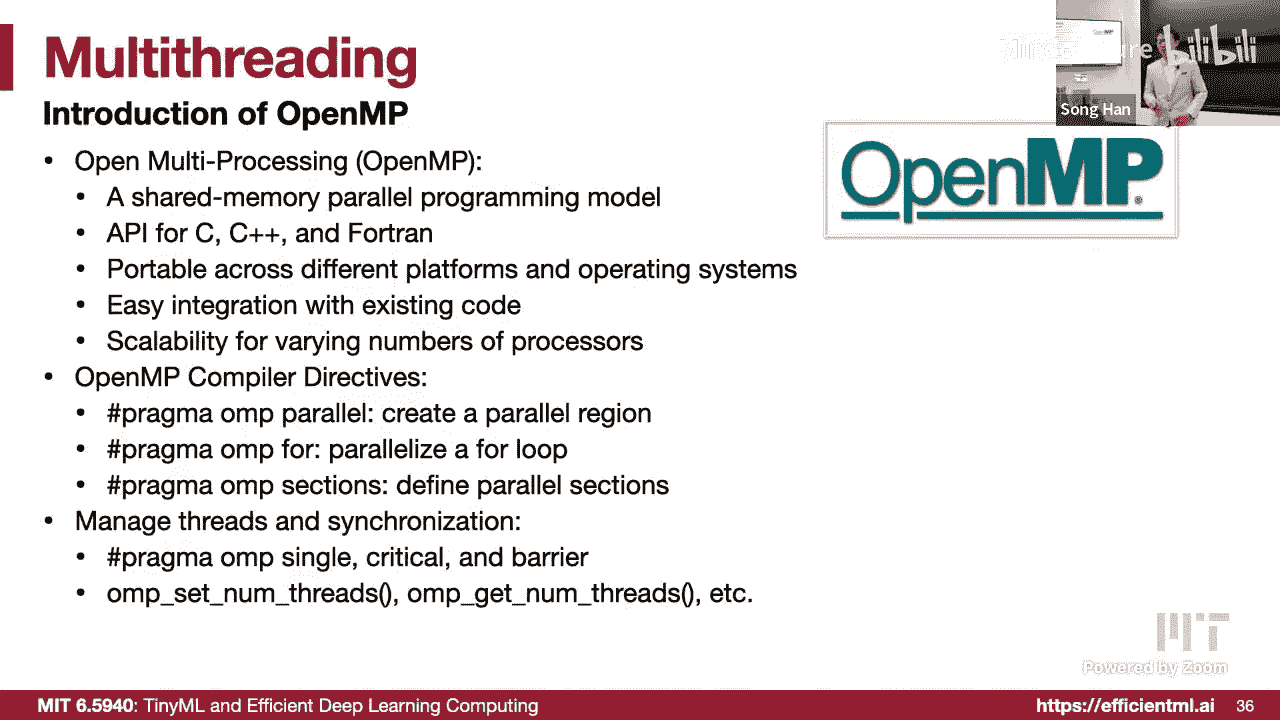 Multithreading
Introduction of OpenMP
• Open Multi-Processing (OpenMP):
• A shared-memory parallel programming model
• API for C, C++, and Fortran
• Portable across different platforms and operating systems
• Easy integration with existing code
• Scalability for varying numbers of processors
• OpenMP Compiler Directives:
• #pragma omp parallel: create a parallel region
• #pragma omp for: parallelize a for loop
• #pragma omp sections: define parallel sections
• Manage threads and synchronization:
• #pragma omp single, critical, and barrier
• omp_set_num_threads(), omp_get_num_threads(), etc.
bilibili
Song Han
OpenMP
MIT
Powered by Zoom
MIT 6.5940: TinyML and Efficient Deep Learning Computing
https://efficientml.ai
36